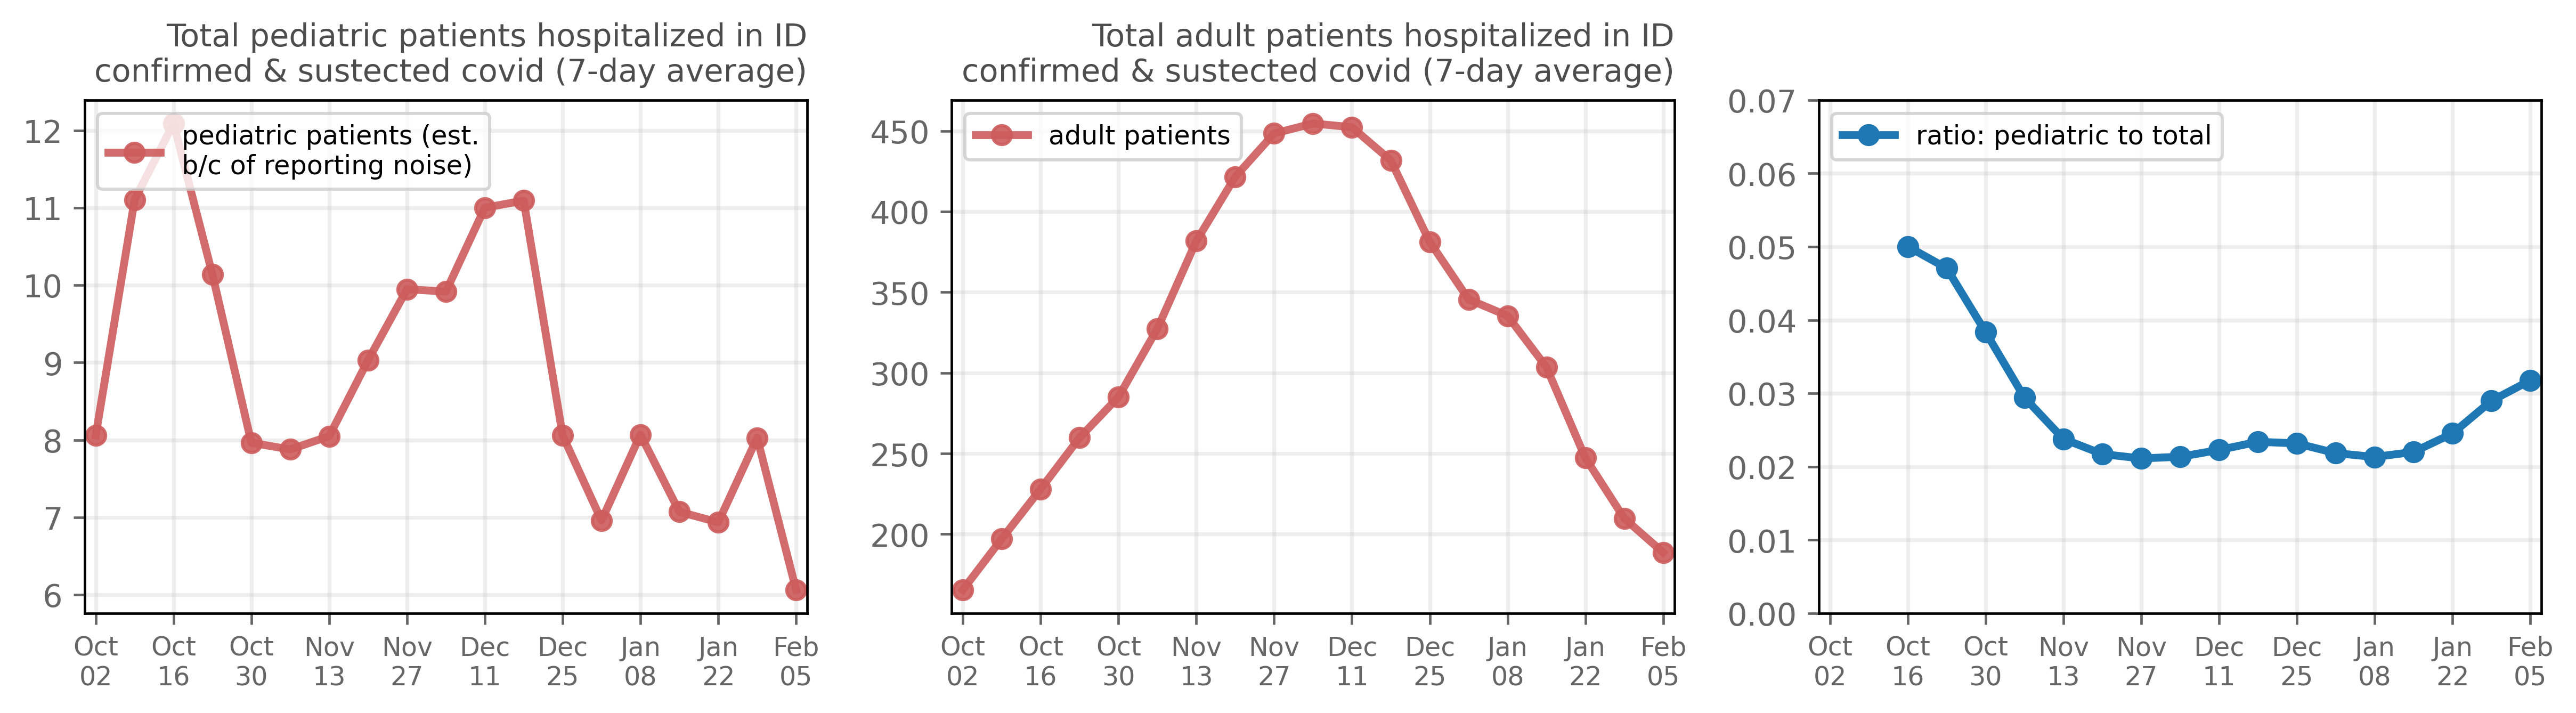 Total pediatric patients hospitalized in ID
confirmed & sustected covid (7-day average)
pediatric patients (est.
b/c of reporting noise)
12
11
10
9
8
7
6
Oct 02
Oct 16
Oct 30
Nov 13
Nov 27
Dec 11
Dec 25
Jan 08
Jan 22
Feb 05
Total adult patients hospitalized in ID
confirmed & sustected covid (7-day average)
adult patients
450
400
350
300
250
200
Oct 02
Oct 16
Oct 30
Nov 13
Nov 27
Dec 11
Dec 25
Jan 08
Jan 22
Feb 05
ratio: pediatric to total
0.07
0.06
0.05
0.04
0.03
0.02
0.01
0.00
Oct 02
Oct 16
Oct 30
Nov 13
Nov 27
Dec 11
Dec 25
Jan 08
Jan 22
Feb 05